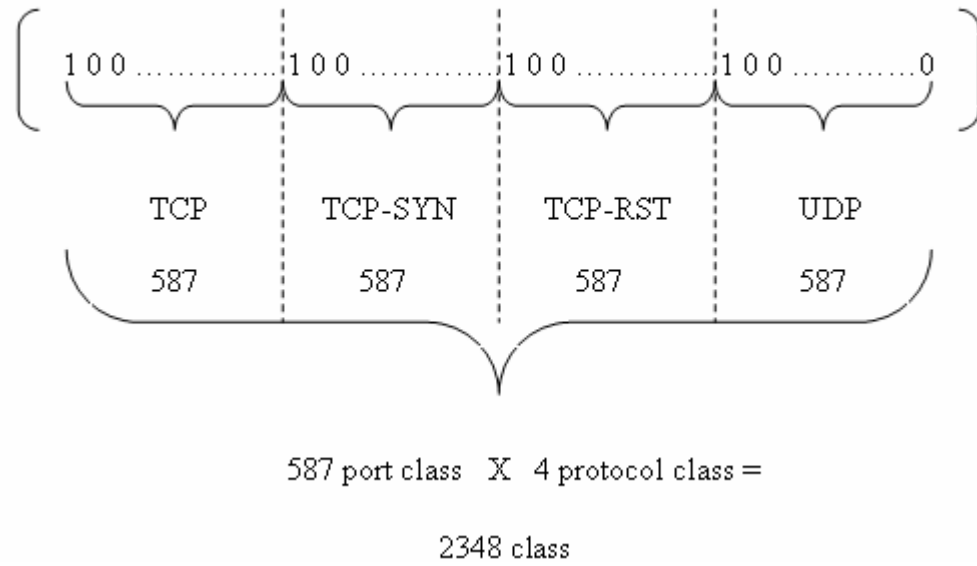 1 0 0 ............. 1 0 0 ............. 1 0 0 ............. 1 0 0 ...........0
TCP TCP-SYN TCP-RST UDP
587 587 587 587
587 port class X 4 protocol class =
2348 class